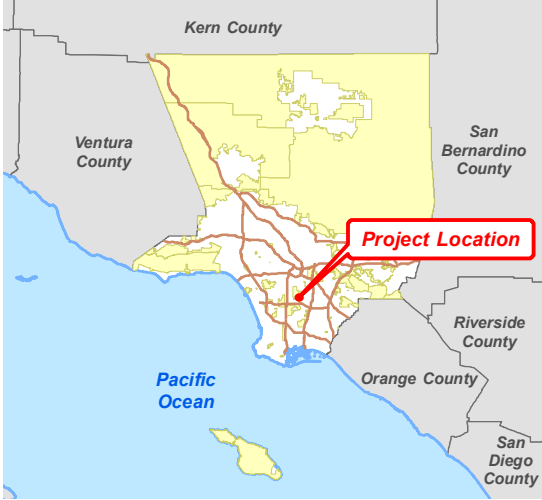 Kern County
Ventura
County
San
Bernardino
County
Project Location
Riverside
County
Pacific
Ocean
Orange County
San
Diego
County